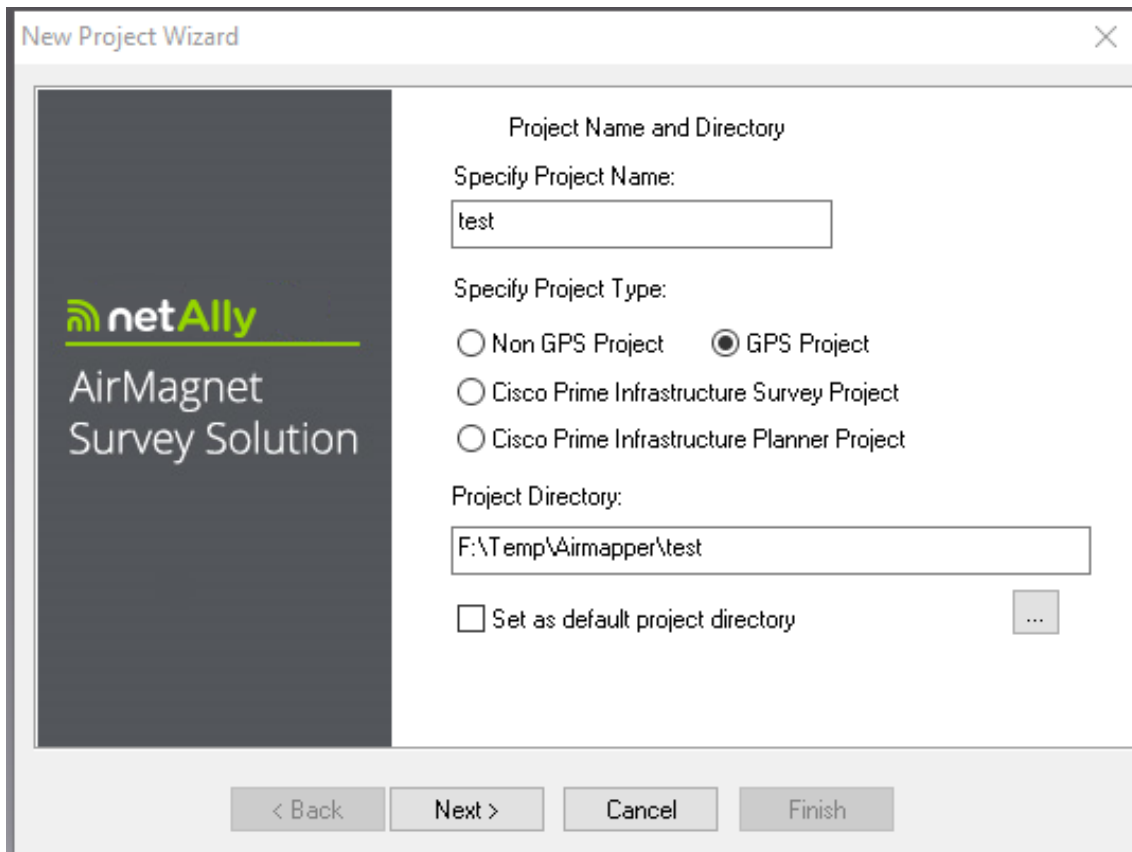 New Project Wizard
netAlly
AirMagnet
Survey Solution
Project Name and Directory
Specify Project Name:
test
Specify Project Type:
Non GPS Project GPS Project
Cisco Prime Infrastructure Survey Project
Cisco Prime Infrastructure Planner Project
Project Directory:
F:\Temp\Airmapper\test
Set as default project directory ...
< Back Next > Cancel Finish